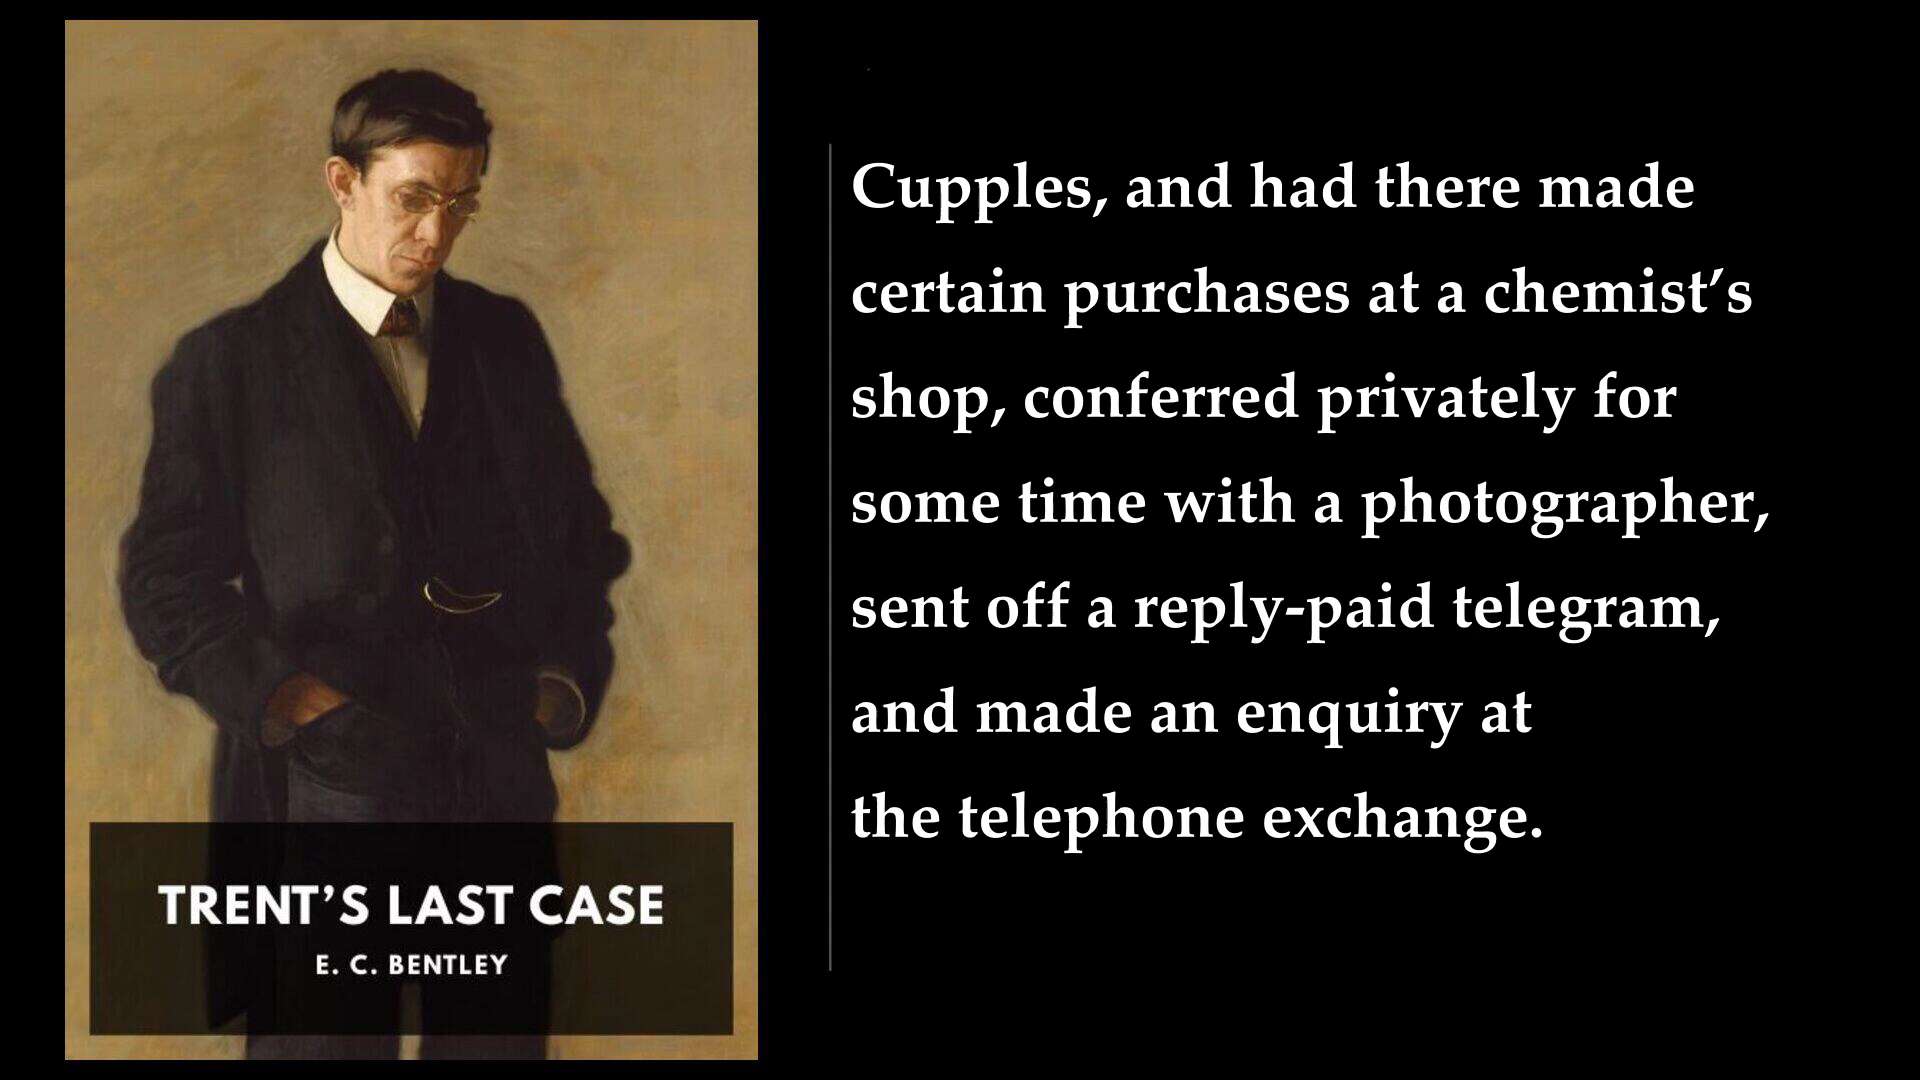 TRENT’S LAST CASE
E. C. BENTLEY
Cupples, and had there made
certain purchases at a chemist’s
shop, conferred privately for
some time with a photographer,
sent off a reply-paid telegram,
and made an enquiry at
the telephone exchange.